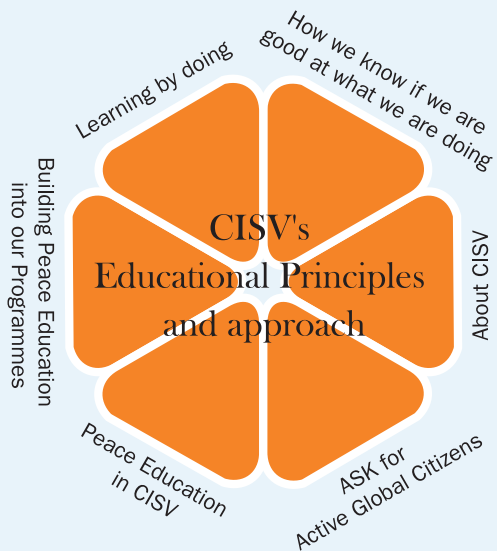 How we know if we are
good at what we are doing
Learning by doing
CISV's
Educational Principles
and approach
Building Peace Education
into our Programmes
About CISV
Peace Education
in CISV
ASK for
Active Global Citizens